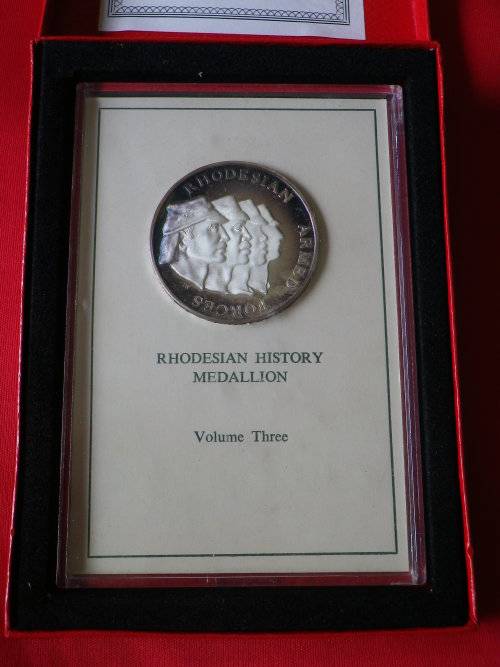 RHODESIAN ARMED FORCES
RHODESIAN HISTORY
MEDALLION
Volume Three